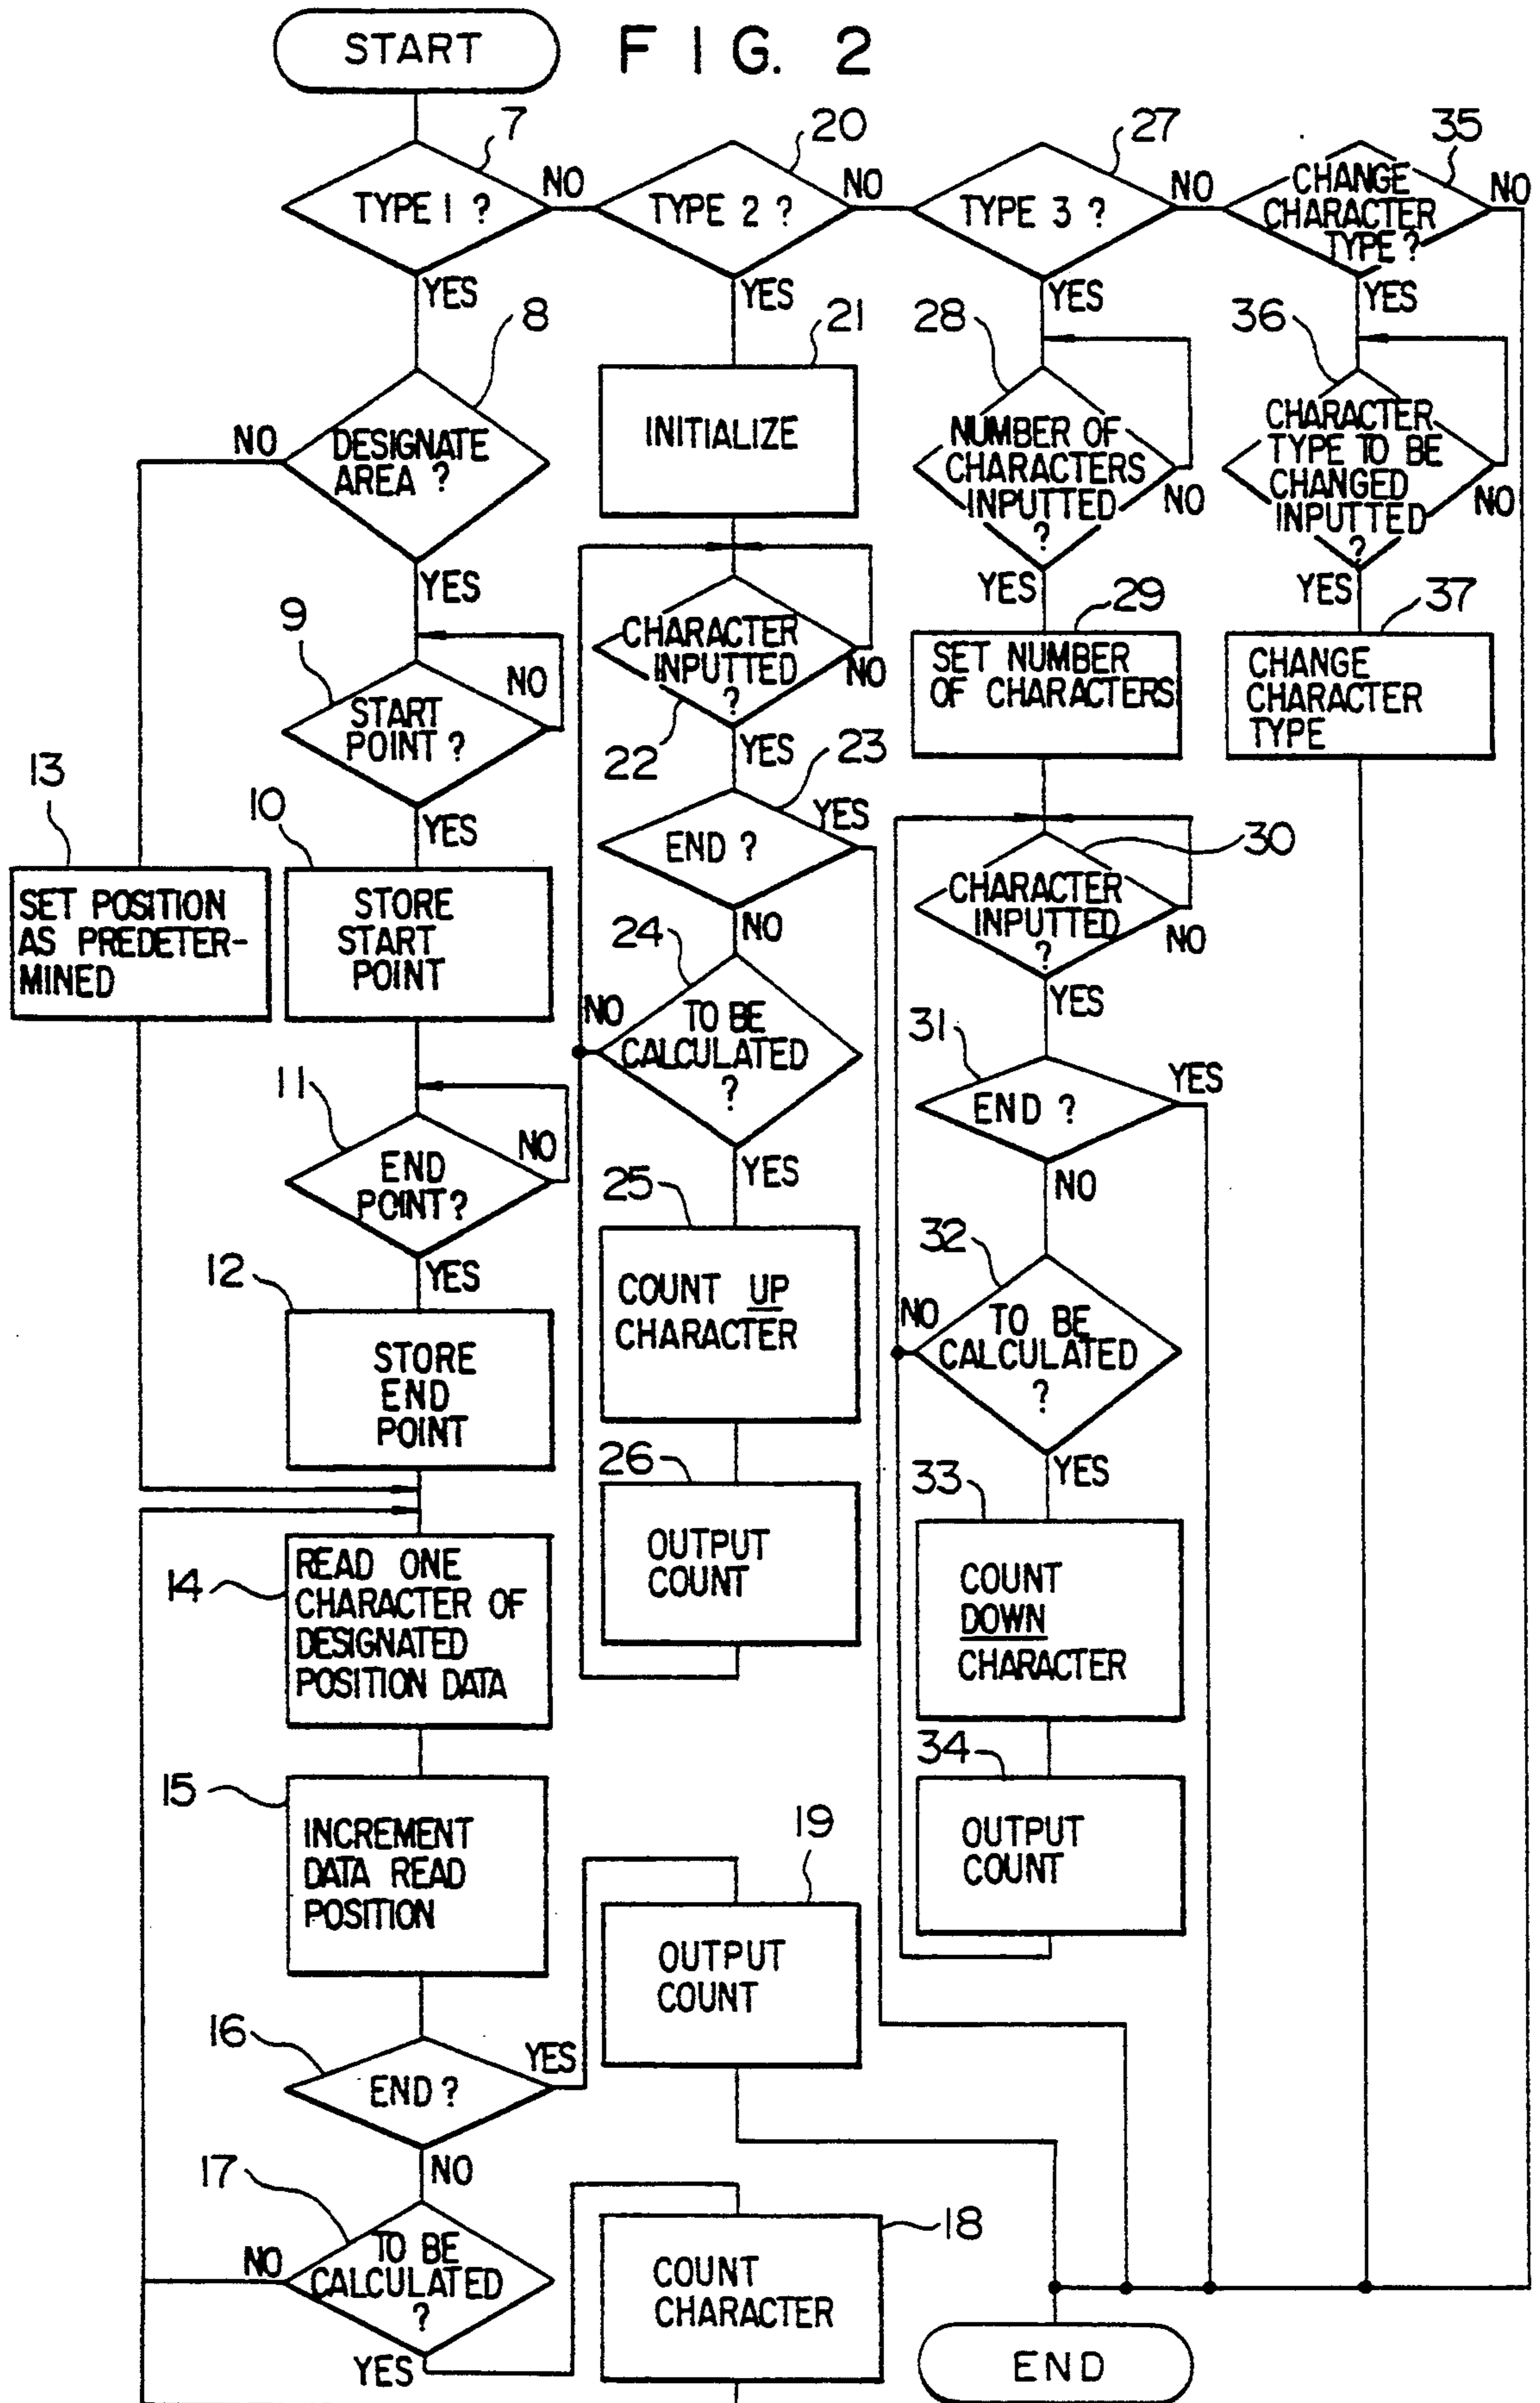 START
F I G. 2
7
TYPE 1 ?
NO
YES
20
TYPE 2 ?
NO
YES
27
TYPE 3 ?
NO
YES
35
CHANGE
CHARACTER
TYPE ?
NO
YES
8
DESIGNATE
AREA ?
NO
YES
9
START
POINT ?
NO
YES
13
SET POSITION
AS PREDETER-
MINED
10
STORE
START
POINT
11
END
POINT?
NO
YES
12
STORE
END
POINT
14
READ ONE
CHARACTER OF
DESIGNATED
POSITION DATA
15
INCREMENT
DATA READ
POSITION
16
END ?
YES
NO
17
TO BE
CALCULATED
?
NO
YES
18
COUNT
CHARACTER
19
OUTPUT
COUNT
21
INITIALIZE
CHARACTER
INPUTTED
?
NO
22
YES
23
END ?
YES
NO
24
TO BE
CALCULATED
?
NO
YES
25
COUNT UP
CHARACTER
26
OUTPUT
COUNT
28
NUMBER OF
CHARACTERS
INPUTTED
?
NO
YES
29
SET NUMBER
OF CHARACTERS
30
CHARACTER
INPUTTED
?
NO
YES
31
END ?
YES
NO
32
TO BE
CALCULATED
?
NO
YES
33
COUNT
DOWN
CHARACTER
34
OUTPUT
COUNT
36
CHARACTER
TYPE TO BE
CHANGED
INPUTTED
?
NO
YES
37
CHANGE
CHARACTER
TYPE
END